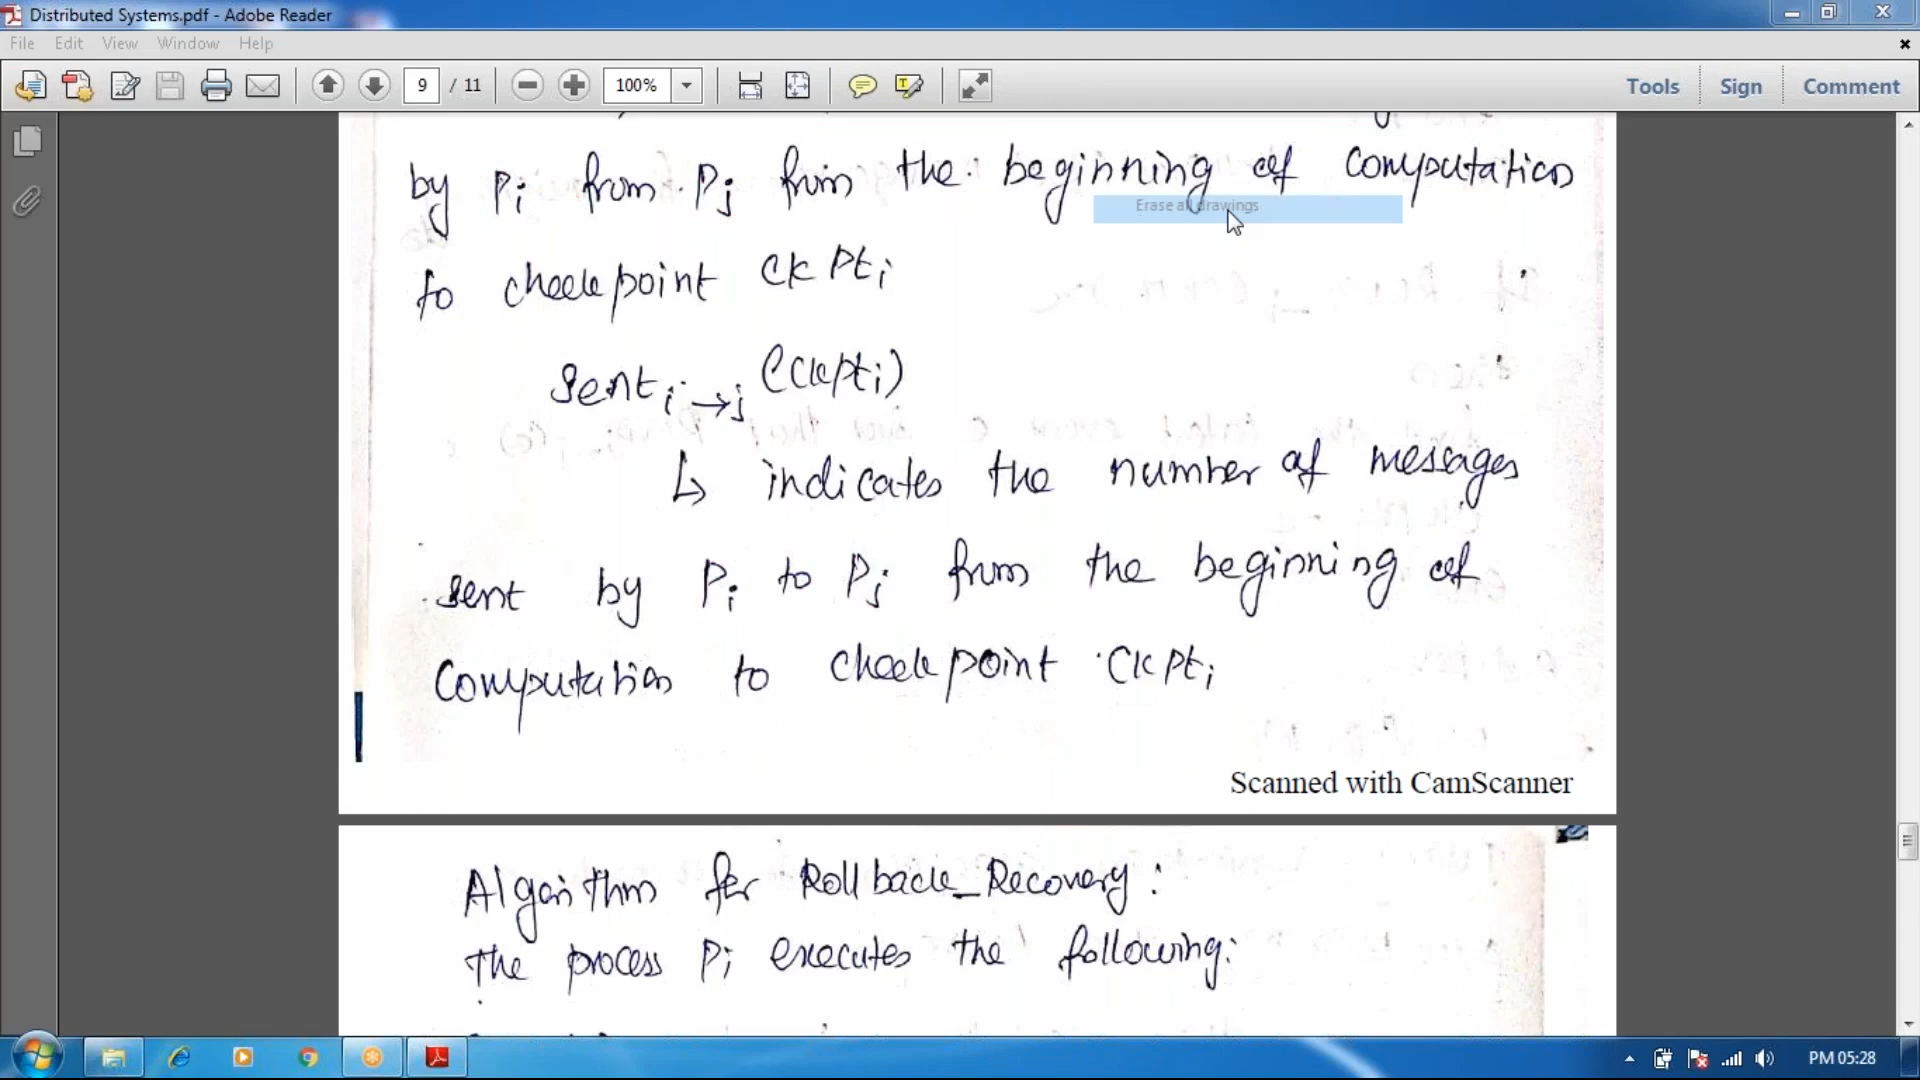 Distributed Systems.pdf - Adobe Reader
File Edit View Window Help
9 / 11 100% Tools Sign Comment
by Pi from Pj from the beginning of computation
Erase all drawings
to checkpoint CKPti
Sent i→j (CKpti)
↳ indicates the number of messages
sent by Pi to Pj from the beginning of
Computation to checkpoint CKPti
Scanned with CamScanner
Algorithm for Rollback_Recovery:
The process Pi executes the following:
PM 05:28